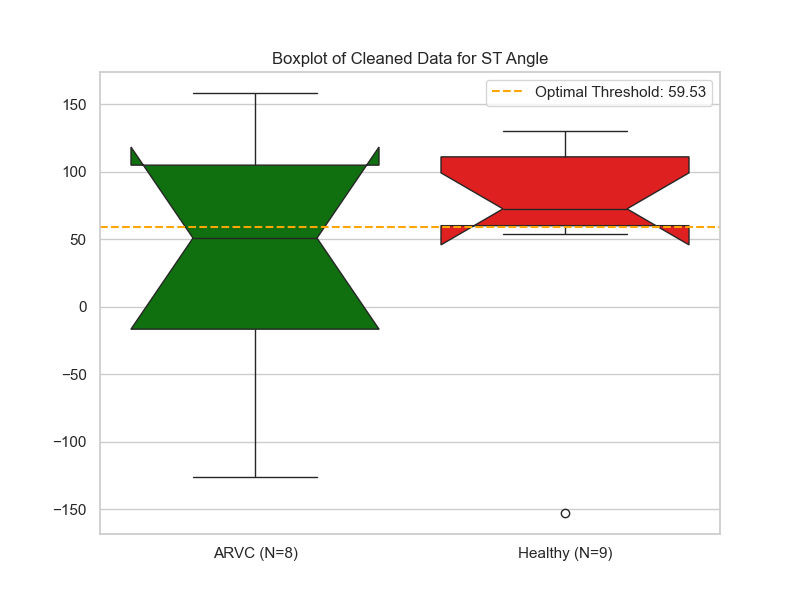 Boxplot of Cleaned Data for ST Angle
Optimal Threshold: 59.53
150
100
50
0
−50
−100
−150
ARVC (N=8)
Healthy (N=9)